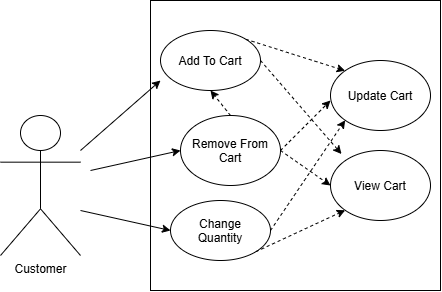 Add To Cart
Update Cart
Remove From
Cart
View Cart
Change
Quantity
Customer